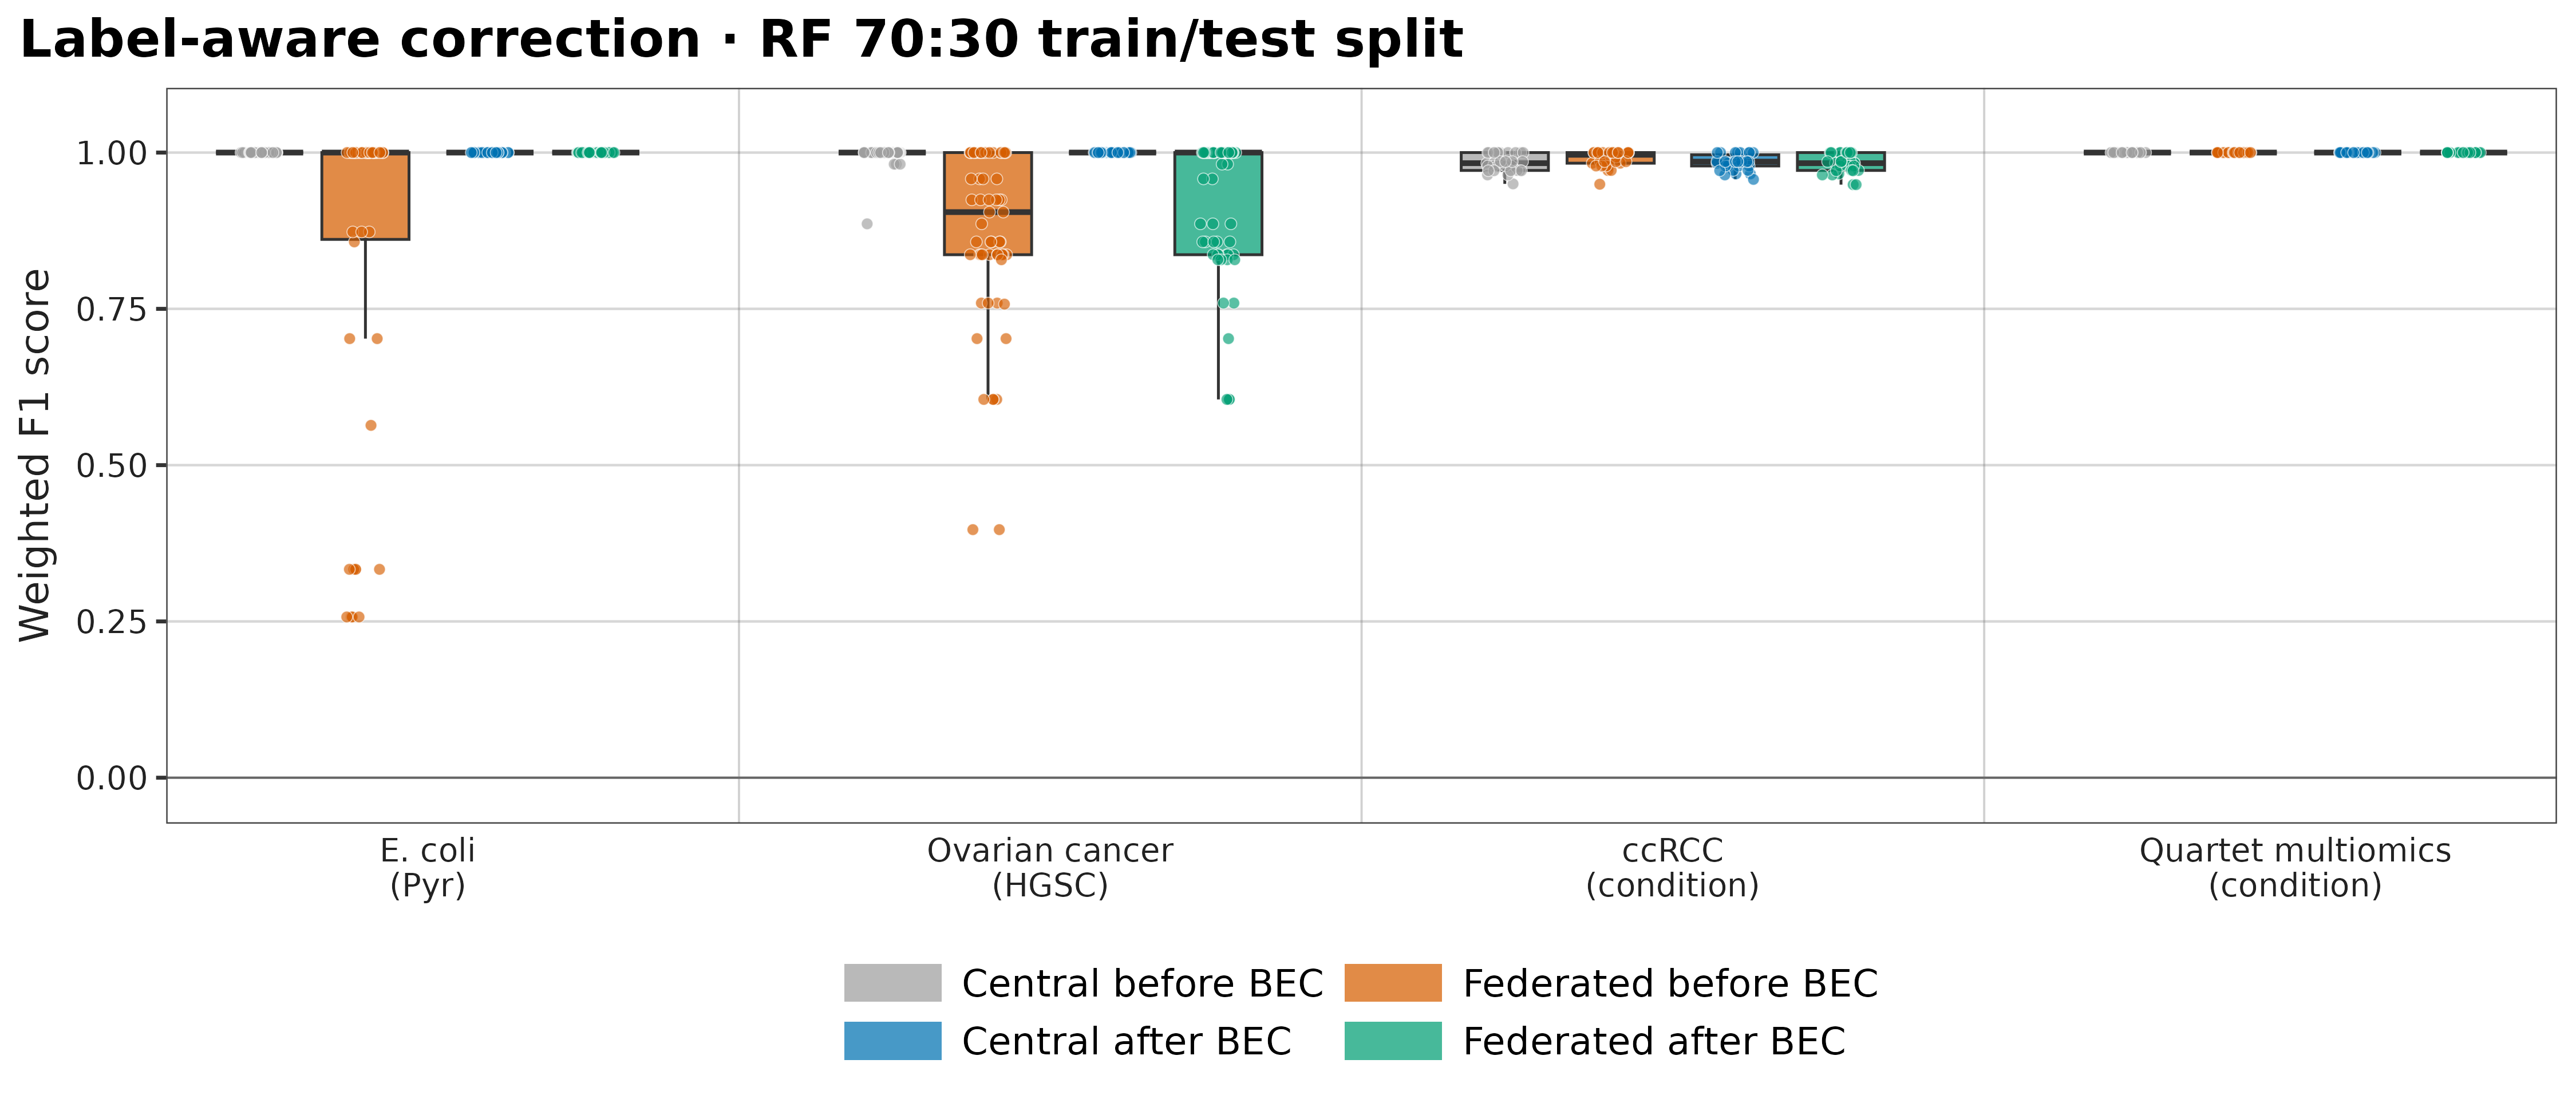 Label-aware correction · RF 70:30 train/test split
Weighted F1 score
1.00
0.75
0.50
0.25
0.00
E. coli
(Pyr)
Ovarian cancer
(HGSC)
ccRCC
(condition)
Quartet multiomics
(condition)
Central before BEC
Federated before BEC
Central after BEC
Federated after BEC